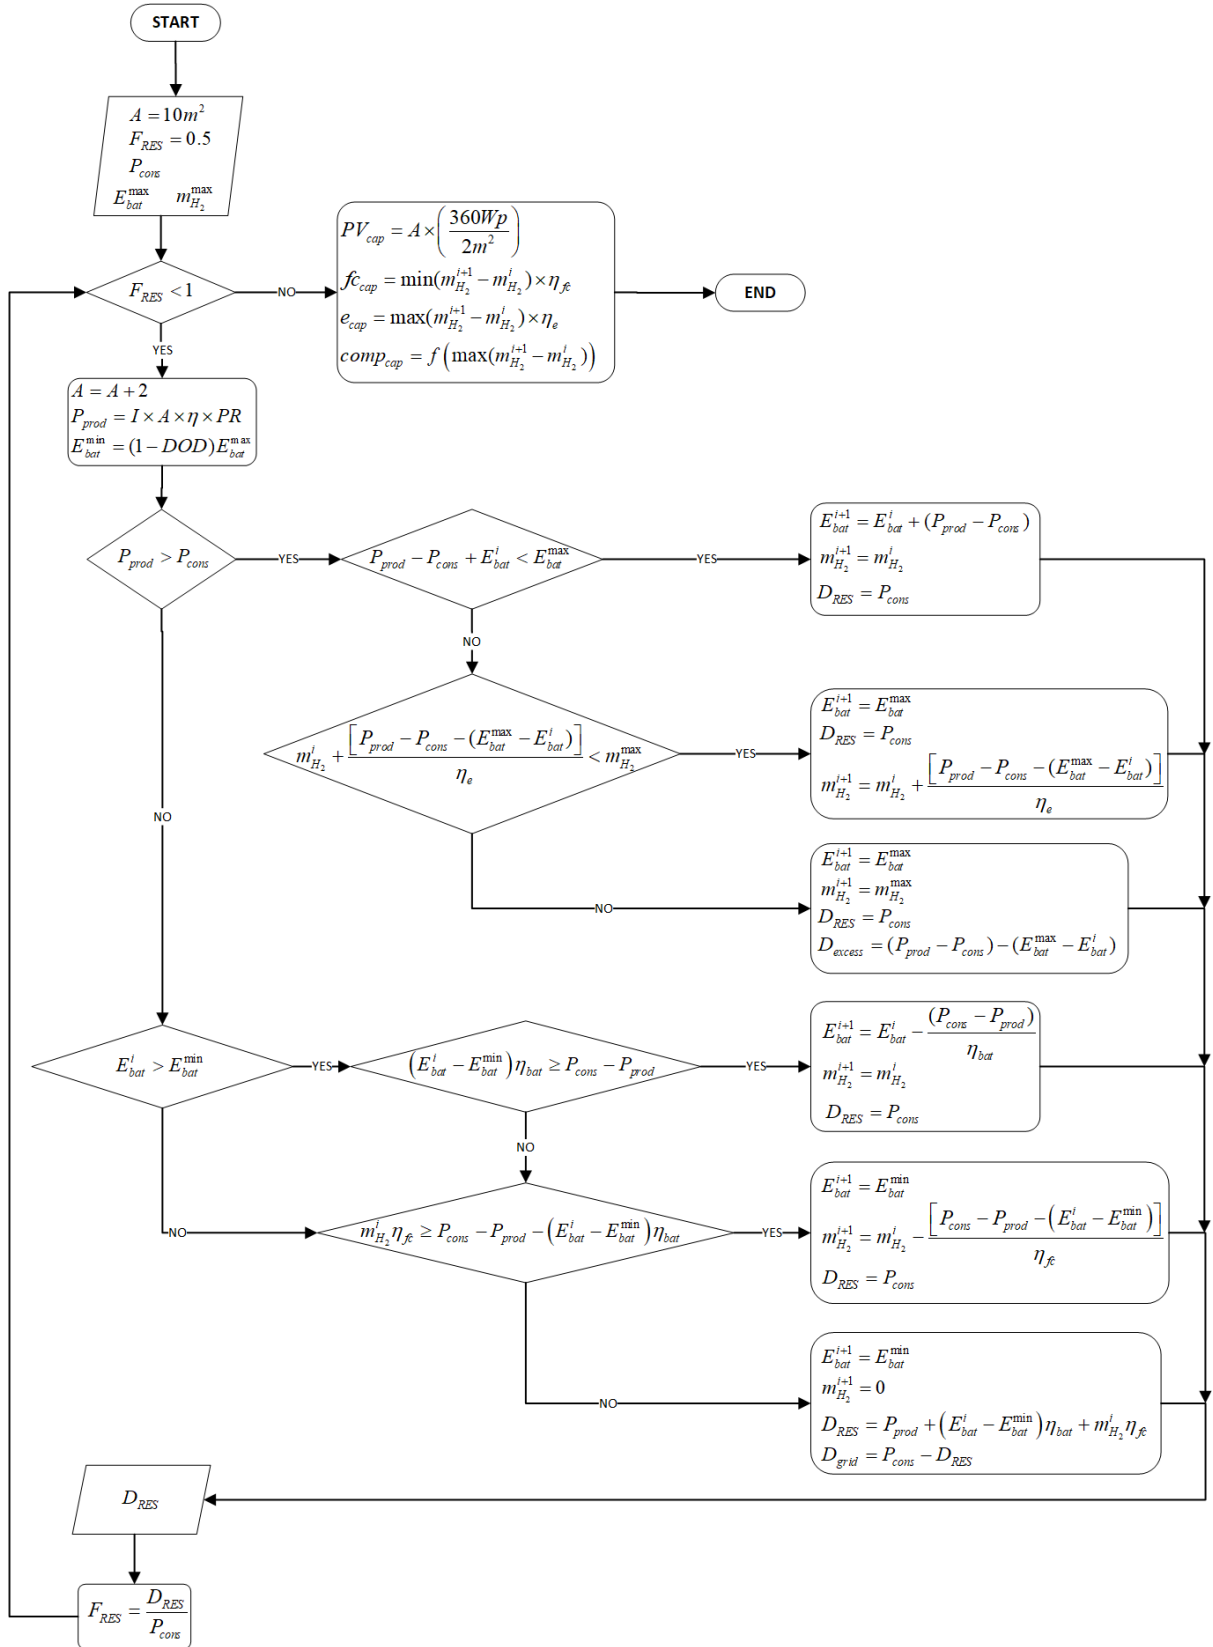 START
A = 10m²
F_RES = 0.5
P_cons
E_bat^max m_H₂^max
F_RES < 1
NO
PV_cap = A × (360Wp / 2m²)
fc_cap = min(m_H₂^{i+1} − m_H₂^i) × η_fc
e_cap = max(m_H₂^{i+1} − m_H₂^i) × η_e
comp_cap = f(max(m_H₂^{i+1} − m_H₂^i))
END
YES
A = A + 2
P_prod = I × A × η × PR
E_bat^min = (1 − DOD)E_bat^max
P_prod > P_cons
YES
P_prod − P_cons + E_bat^i < E_bat^max
YES
E_bat^{i+1} = E_bat^i + (P_prod − P_cons)
m_H₂^{i+1} = m_H₂^i
D_RES = P_cons
NO
m_H₂^i + [P_prod − P_cons − (E_bat^max − E_bat^i)] / η_e < m_H₂^max
YES
E_bat^{i+1} = E_bat^max
D_RES = P_cons
m_H₂^{i+1} = m_H₂^i + [P_prod − P_cons − (E_bat^max − E_bat^i)] / η_e
NO
NO
E_bat^{i+1} = E_bat^max
m_H₂^{i+1} = m_H₂^max
D_RES = P_cons
D_excess = (P_prod − P_cons) − (E_bat^max − E_bat^i)
E_bat^i > E_bat^min
YES
(E_bat^i − E_bat^min)η_bat ≥ P_cons − P_prod
YES
E_bat^{i+1} = E_bat^i − (P_cons − P_prod) / η_bat
m_H₂^{i+1} = m_H₂^i
D_RES = P_cons
NO
NO
m_H₂^i η_fc ≥ P_cons − P_prod − (E_bat^i − E_bat^min)η_bat
YES
E_bat^{i+1} = E_bat^min
m_H₂^{i+1} = m_H₂^i − [P_cons − P_prod − (E_bat^i − E_bat^min)] / η_fc
D_RES = P_cons
NO
E_bat^{i+1} = E_bat^min
m_H₂^{i+1} = 0
D_RES = P_prod + (E_bat^i − E_bat^min)η_bat + m_H₂^i η_fc
D_grid = P_cons − D_RES
D_RES
F_RES = D_RES / P_cons